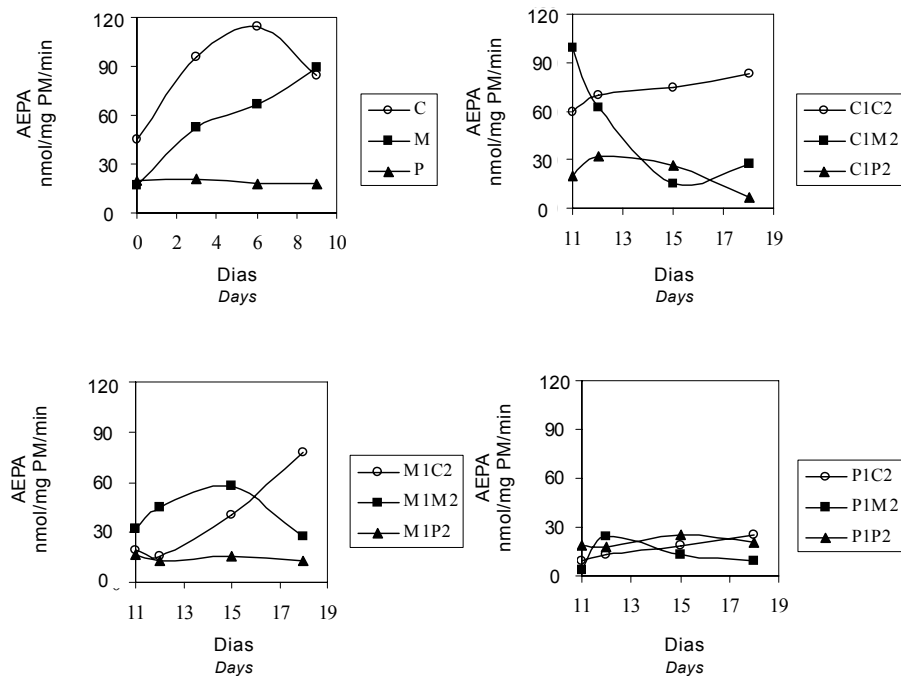 AEPA
nmol/mg PM/min
120
90
60
30
0
0 2 4 6 8 10
Dias
Days
C
M
P
AEPA
nmol/mg PM/min
120
90
60
30
0
11 13 15 17 19
Dias
Days
C1C2
C1M2
C1P2
AEPA
nmol/mg PM/min
120
90
60
30
0
11 13 15 17 19
Dias
Days
M1C2
M1M2
M1P2
AEPA
nmol/mg PM/min
120
90
60
30
0
11 13 15 17 19
Dias
Days
P1C2
P1M2
P1P2